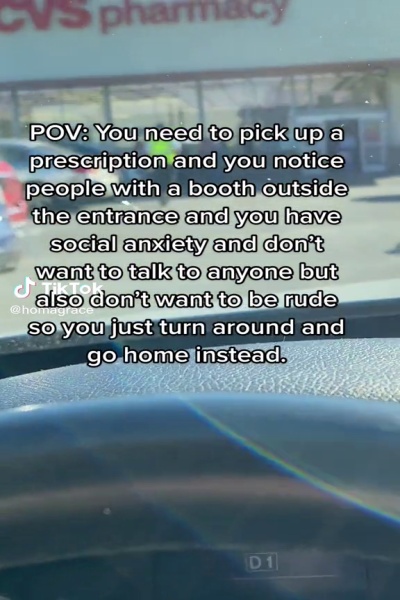 CVS pharmacy
POV: You need to pick up a
prescription and you notice
people with a booth outside
the entrance and you have
social anxiety and don't
want to talk to anyone but
also don't want to be rude
so you just turn around and
go home instead.
TikTok
@homagrace
D1